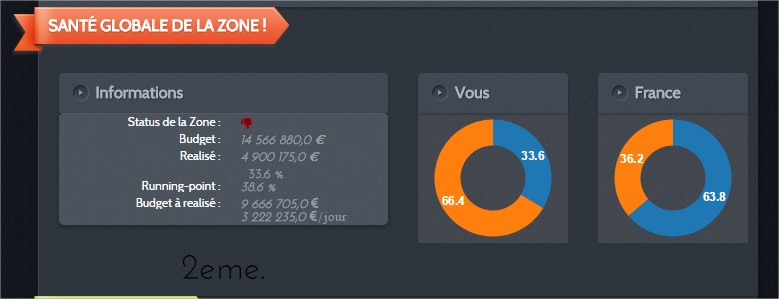 SANTÉ GLOBALE DE LA ZONE !
Informations
Status de la Zone :
Budget : 14 566 880,0 €
Realisé : 4 900 175,0 €
33.6 %
Running-point : 38.6 %
Budget à realisé : 9 666 705,0 €
3 222 235,0 €/jour
Vous
33.6
66.4
France
36.2
63.8
2eme.